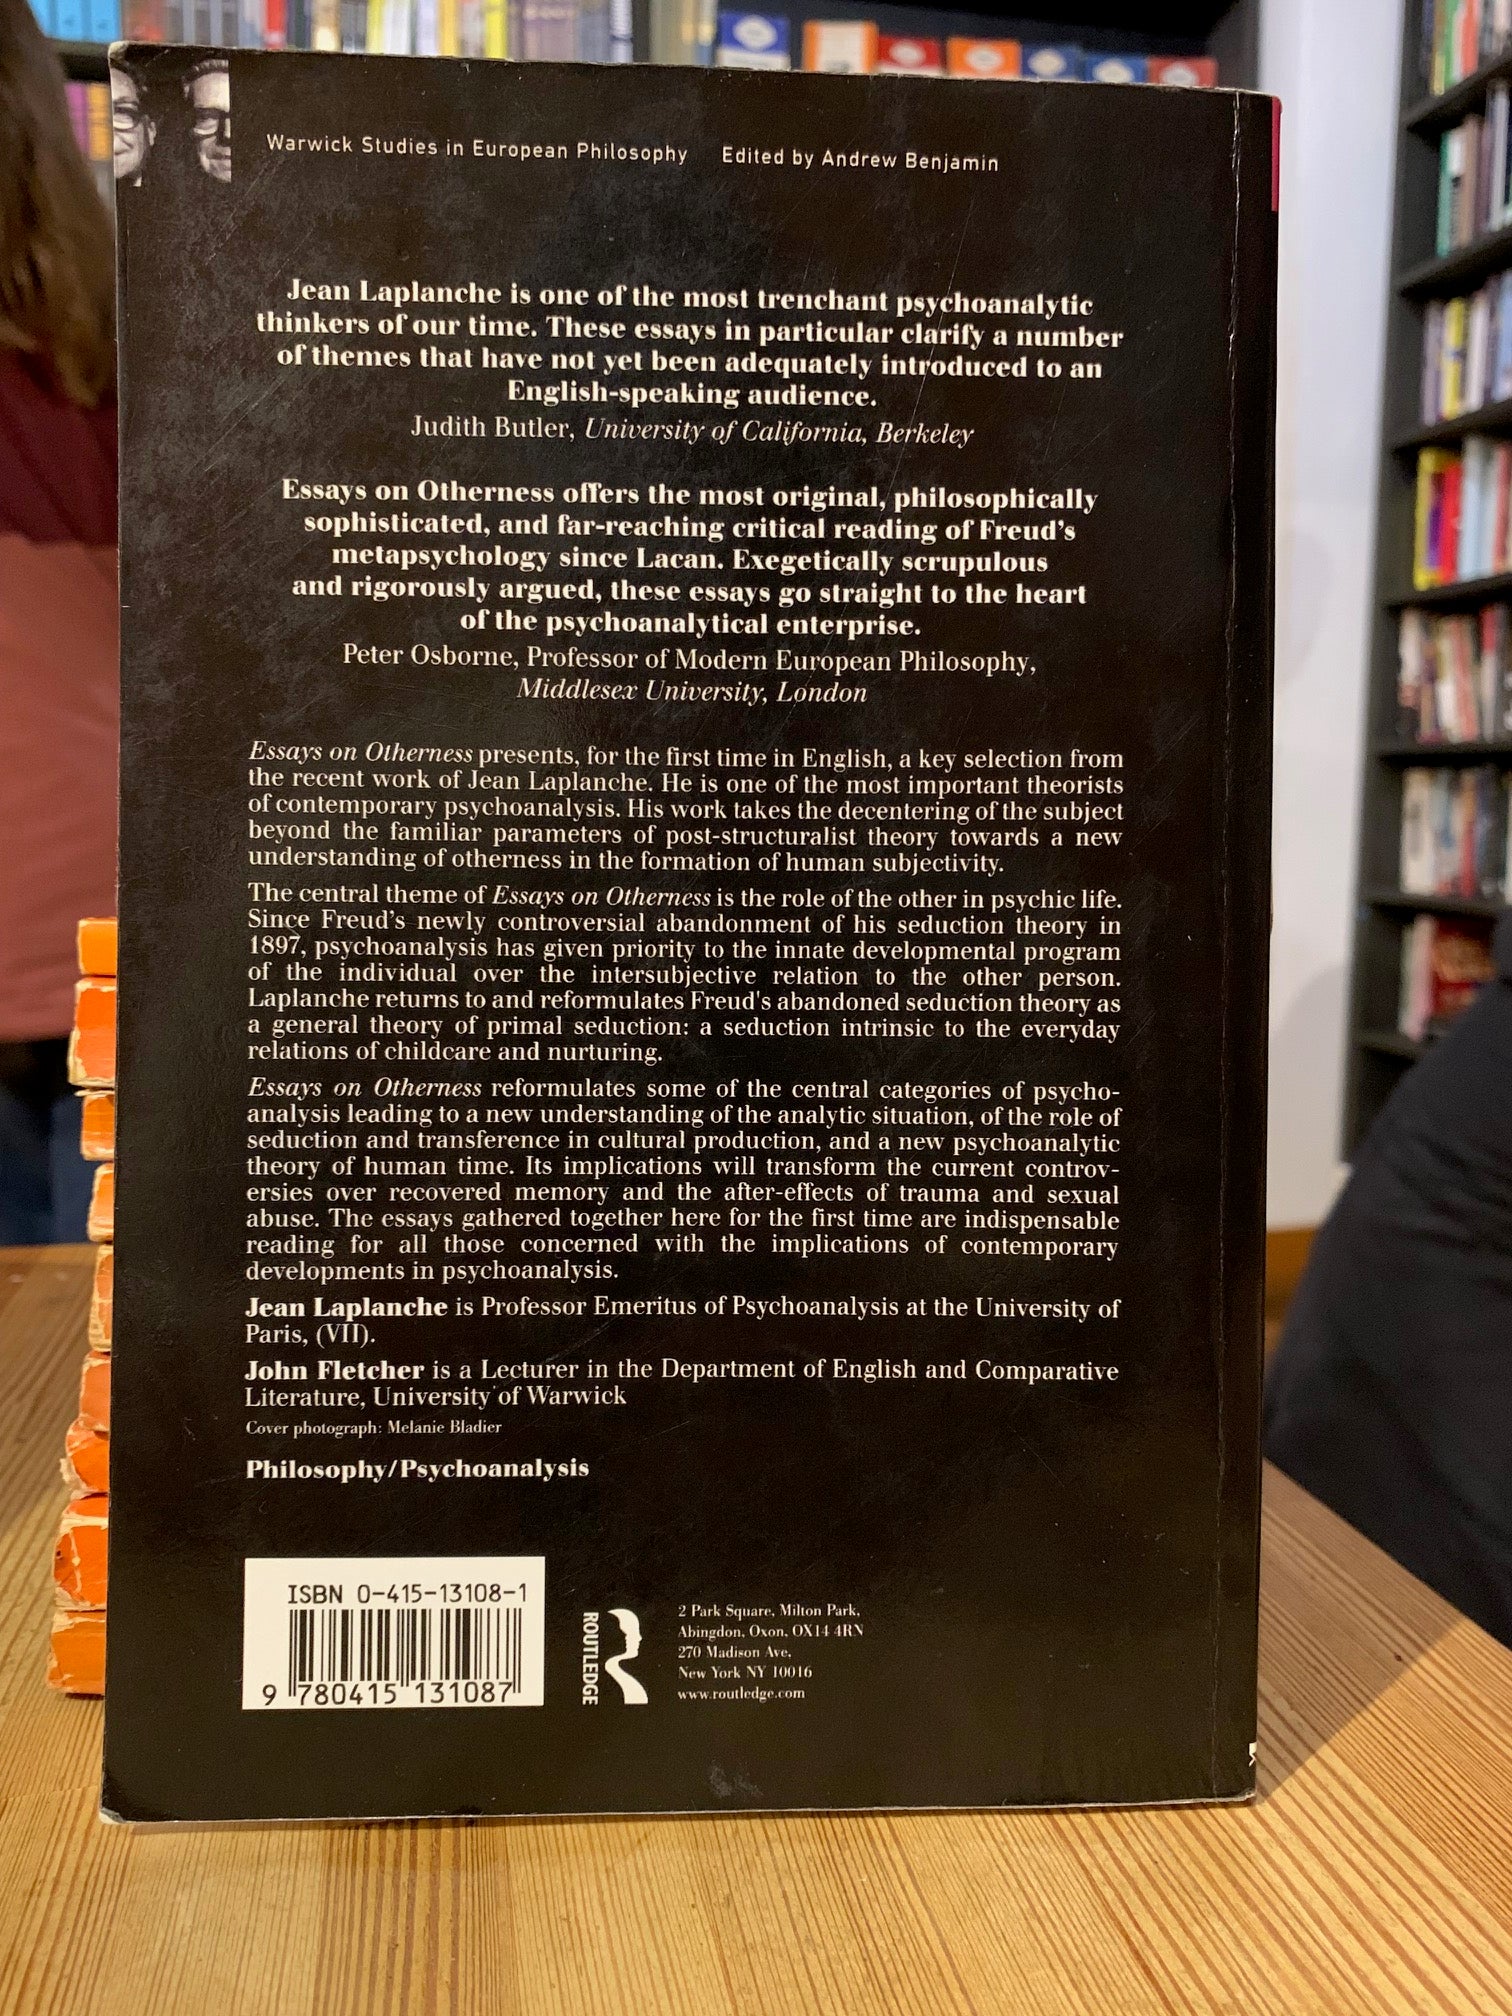 Warwick Studies in European Philosophy Edited by Andrew Benjamin
Jean Laplanche is one of the most trenchant psychoanalytic
thinkers of our time. These essays in particular clarify a number
of themes that have not yet been adequately introduced to an
English-speaking audience.
Judith Butler, University of California, Berkeley
Essays on Otherness offers the most original, philosophically
sophisticated, and far-reaching critical reading of Freud's
metapsychology since Lacan. Exegetically scrupulous
and rigorously argued, these essays go straight to the heart
of the psychoanalytical enterprise.
Peter Osborne, Professor of Modern European Philosophy,
Middlesex University, London
Essays on Otherness presents, for the first time in English, a key selection from
the recent work of Jean Laplanche. He is one of the most important theorists
of contemporary psychoanalysis. His work takes the decentering of the subject
beyond the familiar parameters of post-structuralist theory towards a new
understanding of otherness in the formation of human subjectivity.
The central theme of Essays on Otherness is the role of the other in psychic life.
Since Freud's newly controversial abandonment of his seduction theory in
1897, psychoanalysis has given priority to the innate developmental program
of the individual over the intersubjective relation to the other person.
Laplanche returns to and reformulates Freud's abandoned seduction theory as
a general theory of primal seduction: a seduction intrinsic to the everyday
relations of childcare and nurturing.
Essays on Otherness reformulates some of the central categories of psycho-
analysis leading to a new understanding of the analytic situation, of the role of
seduction and transference in cultural production, and a new psychoanalytic
theory of human time. Its implications will transform the current controv-
ersies over recovered memory and the after-effects of trauma and sexual
abuse. The essays gathered together here for the first time are indispensable
reading for all those concerned with the implications of contemporary
developments in psychoanalysis.
Jean Laplanche is Professor Emeritus of Psychoanalysis at the University of
Paris, (VII).
John Fletcher is a Lecturer in the Department of English and Comparative
Literature, University of Warwick
Cover photograph: Melanie Bladier
Philosophy/Psychoanalysis
ISBN 0-415-13108-1
9 780415 131087
ROUTLEDGE
2 Park Square, Milton Park,
Abingdon, Oxon, OX14 4RN
270 Madison Ave,
New York NY 10016
www.routledge.com